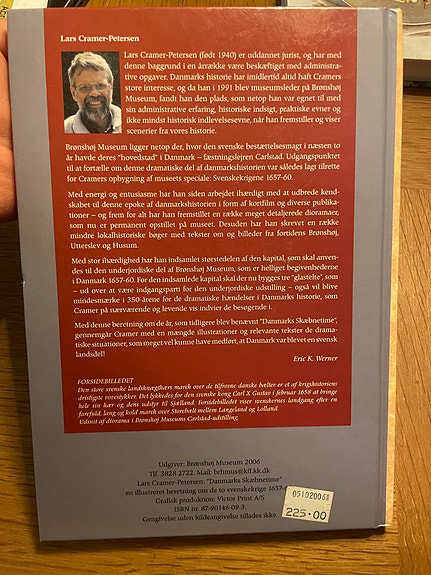 Lars Cramer-Petersen
Lars Cramer-Petersen (født 1940) er uddannet jurist, og har med
denne baggrund i en årrække være beskæftiget med administrat-
ive opgaver. Danmarks historie har imidlertid altid haft Cramers
store interesse, og da han i 1991 blev museumsleder på Brønshøj
Museum, fandt han den plads, som netop han var egnet til med
sin administrative erfaring, historisk indsigt, praktiske evner og
ikke mindst historisk indlevelsesevne, når han fremstiller og viser
scenerier fra vores historie.
Brønshøj Museum ligger netop der, hvor den svenske besættelsesmagt i næsten to
år havde deres "hovedstad" i Danmark – fæstningslejren Carlstad. Udgangspunktet
til at fortælle om denne dramatiske del af danmarkshistorien var således lagt tilrette
for Cramers opbygning af museets speciale: Svenskekrigene 1657-60.
Med energi og entusiasme har han siden arbejdet ihærdigt med at udbrede kend-
skabet til denne epoke af danmarkshistorien i form af kortfilm og diverse publika-
tioner – og frem for alt har han fremstillet en række meget detaljerede dioramaer,
som nu er permanent opstillet på museet. Desuden har han skrevet en række
mindre lokalhistoriske bøger med tekster om og billeder fra fortidens Brønshøj,
Utterslev og Husum.
Med stor ihærdighed har han indsamlet størstedelen af den kapital, som skal anven-
des til den underjordiske del af Brønshøj Museum, som er helliget begivenhederne
i Danmark 1657-60. For den indsamlede kapital skal der nu bygges tre "glastelte", som
– ud over at være indgangsparti for den underjordiske udstilling – også vil blive
mindesmærke i 350-årene for de dramatiske hændelser i Danmarks historie, som
Cramer på nærværende og levende vis indvier de besøgende i.
Med denne beretning om de år, som tidligere blev benævnt "Danmarks Skæbnetime",
gennemgår Cramer med en mængde illustrationer og relevante tekster de drama-
tiske situationer, som meget vel kunne have medført, at Danmark var blevet en svensk
landsdel!
Eric K. Werner
FORSIDEBILLEDET
Den store svenske landsknægthærs march over de tilfrosne danske bælter er et af krigshistoriens
dristigste vovestykker. Det lykkedes for den svenske kong Carl X Gustav i februar 1658 at bringe
hele sin hær og dens udstyr til Sjælland. Forsidebilledet viser svenskernes landgang efter en
farefuld, lang og kold march over Storebælt mellem Langeland og Lolland.
Udsnit af diorama i Brønshøj Museums Carlstad-udstilling.
Udgiver: Brønshøj Museum 2006
Tlf. 3828 2722. Mail: brhmus@kff.kk.dk
Lars Cramer-Petersen: "Danmarks Skæbnetime"
en illustreret beretning om de to svenskekrige 1657-
Grafisk produktion: Victor Print A/S
ISBN nr. 87-90146-09-3.
Gengivelse uden kildeangivelse tillades ikke.
05102006
225.00